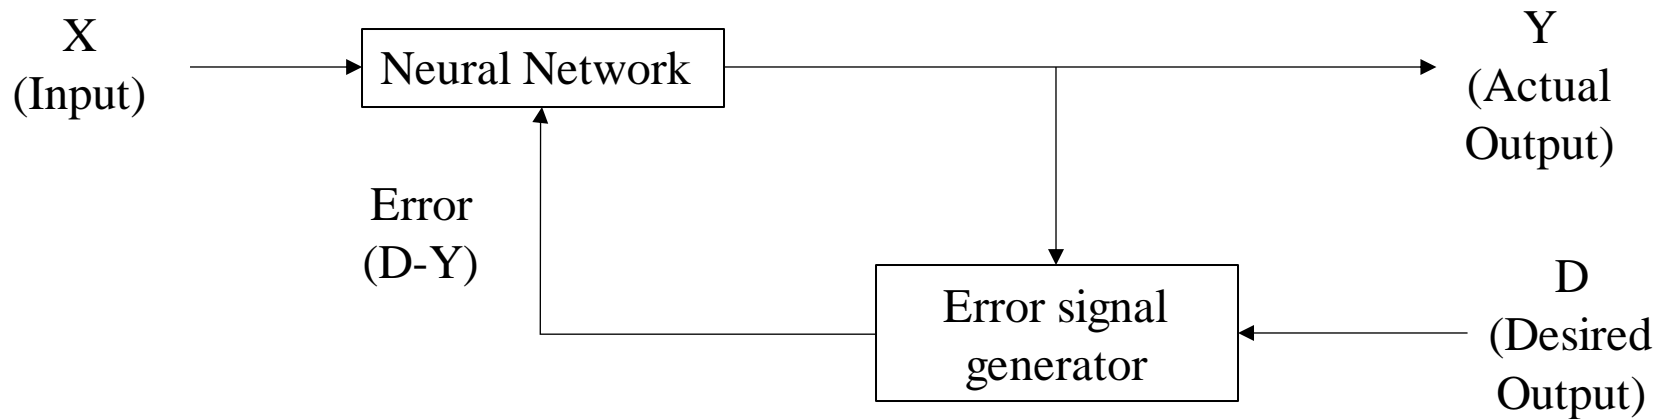 X
(Input)
Neural Network
Y
(Actual
Output)
Error
(D-Y)
Error signal
generator
D
(Desired
Output)